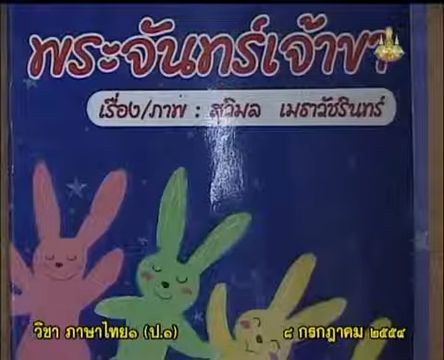 พระจันทร์เจ้าขา
เรื่อง/ภาพ : สุวิมล เมธาวัชรินทร์
วิชา ภาษาไทย๑ (ป.๑)
๘ กรกฎาคม ๒๕๕๔